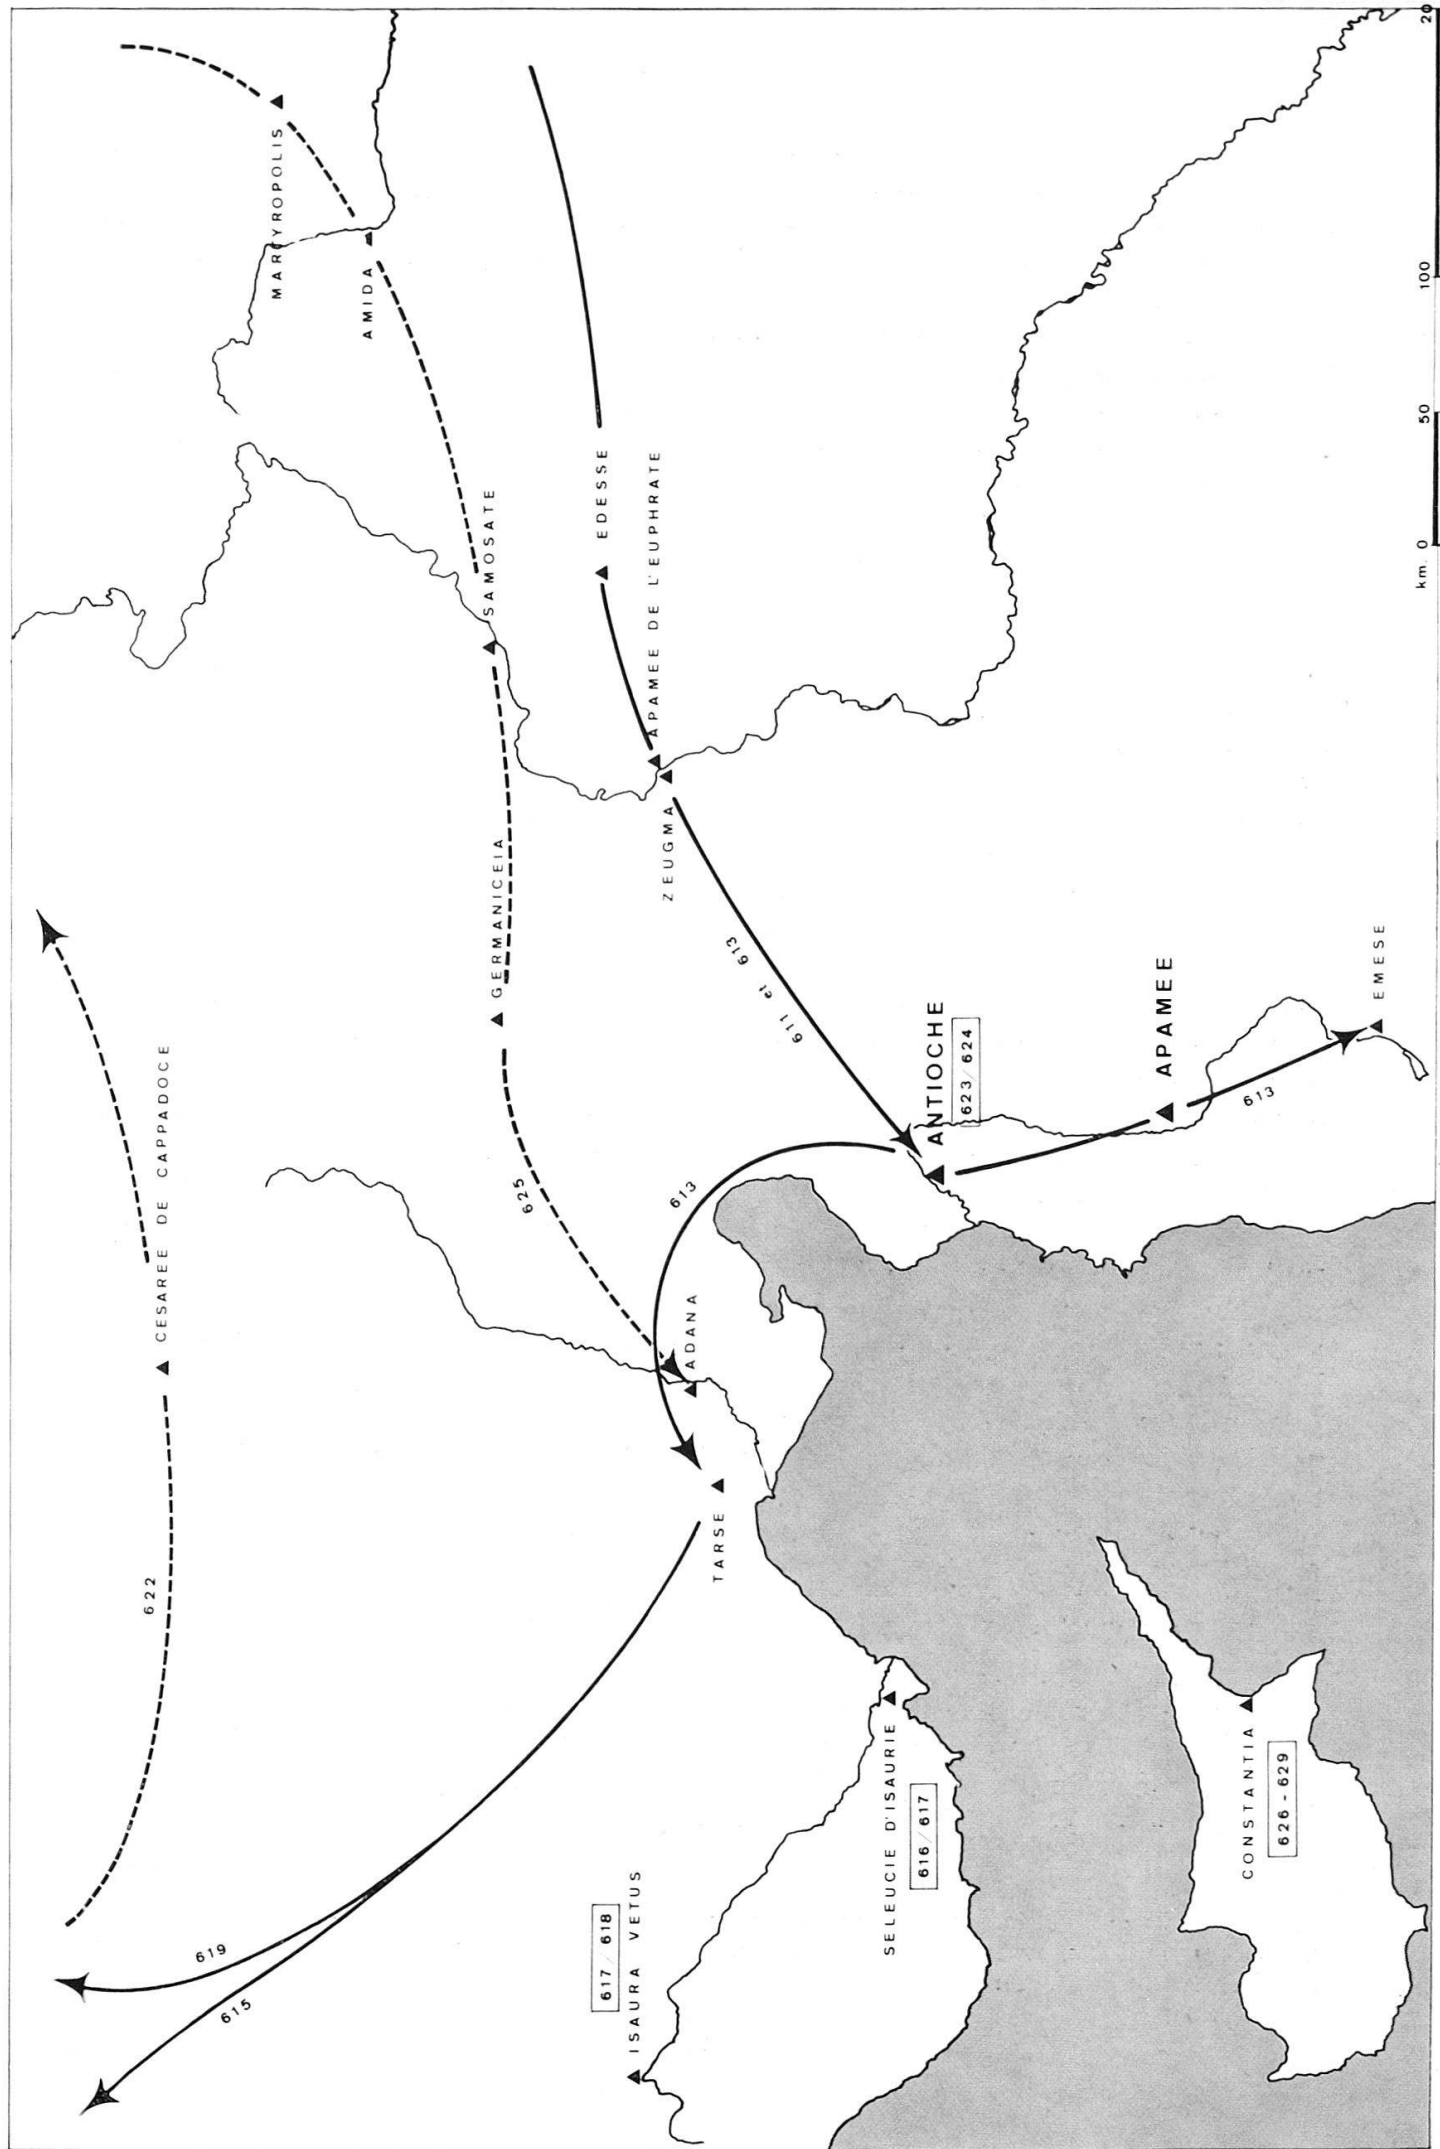 622
CESARE DE CAPPADOCE
619
615
MARTYROPOLIS
AMIDA
SAMOSATE
GERMANICEIA
625
617/618
ISAURA VETUS
EDESSE
APAMEE DE L'EUPHRATE
ZEUGMA
613
ADANA
TARSE
611 et 613
SELEUCIE D'ISAURIE
616/617
ANTIOCHE
623/624
APAMEE
613
CONSTANTIA
626-629
EMESE
km. 0 50 100 20